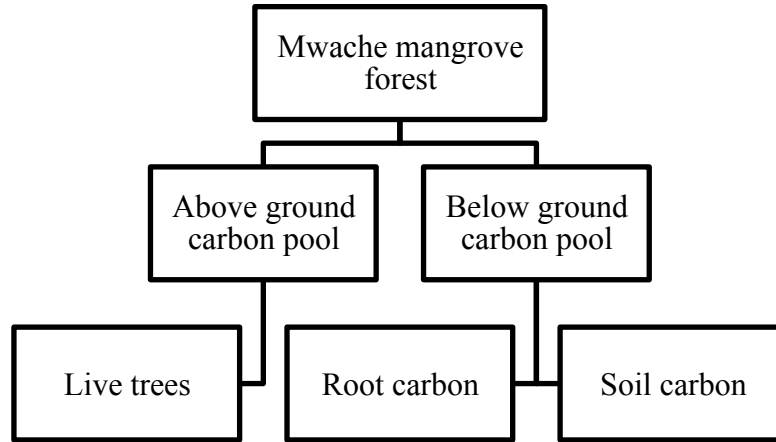 Mwache mangrove
forest
Above ground
carbon pool
Below ground
carbon pool
Live trees
Root carbon
Soil carbon